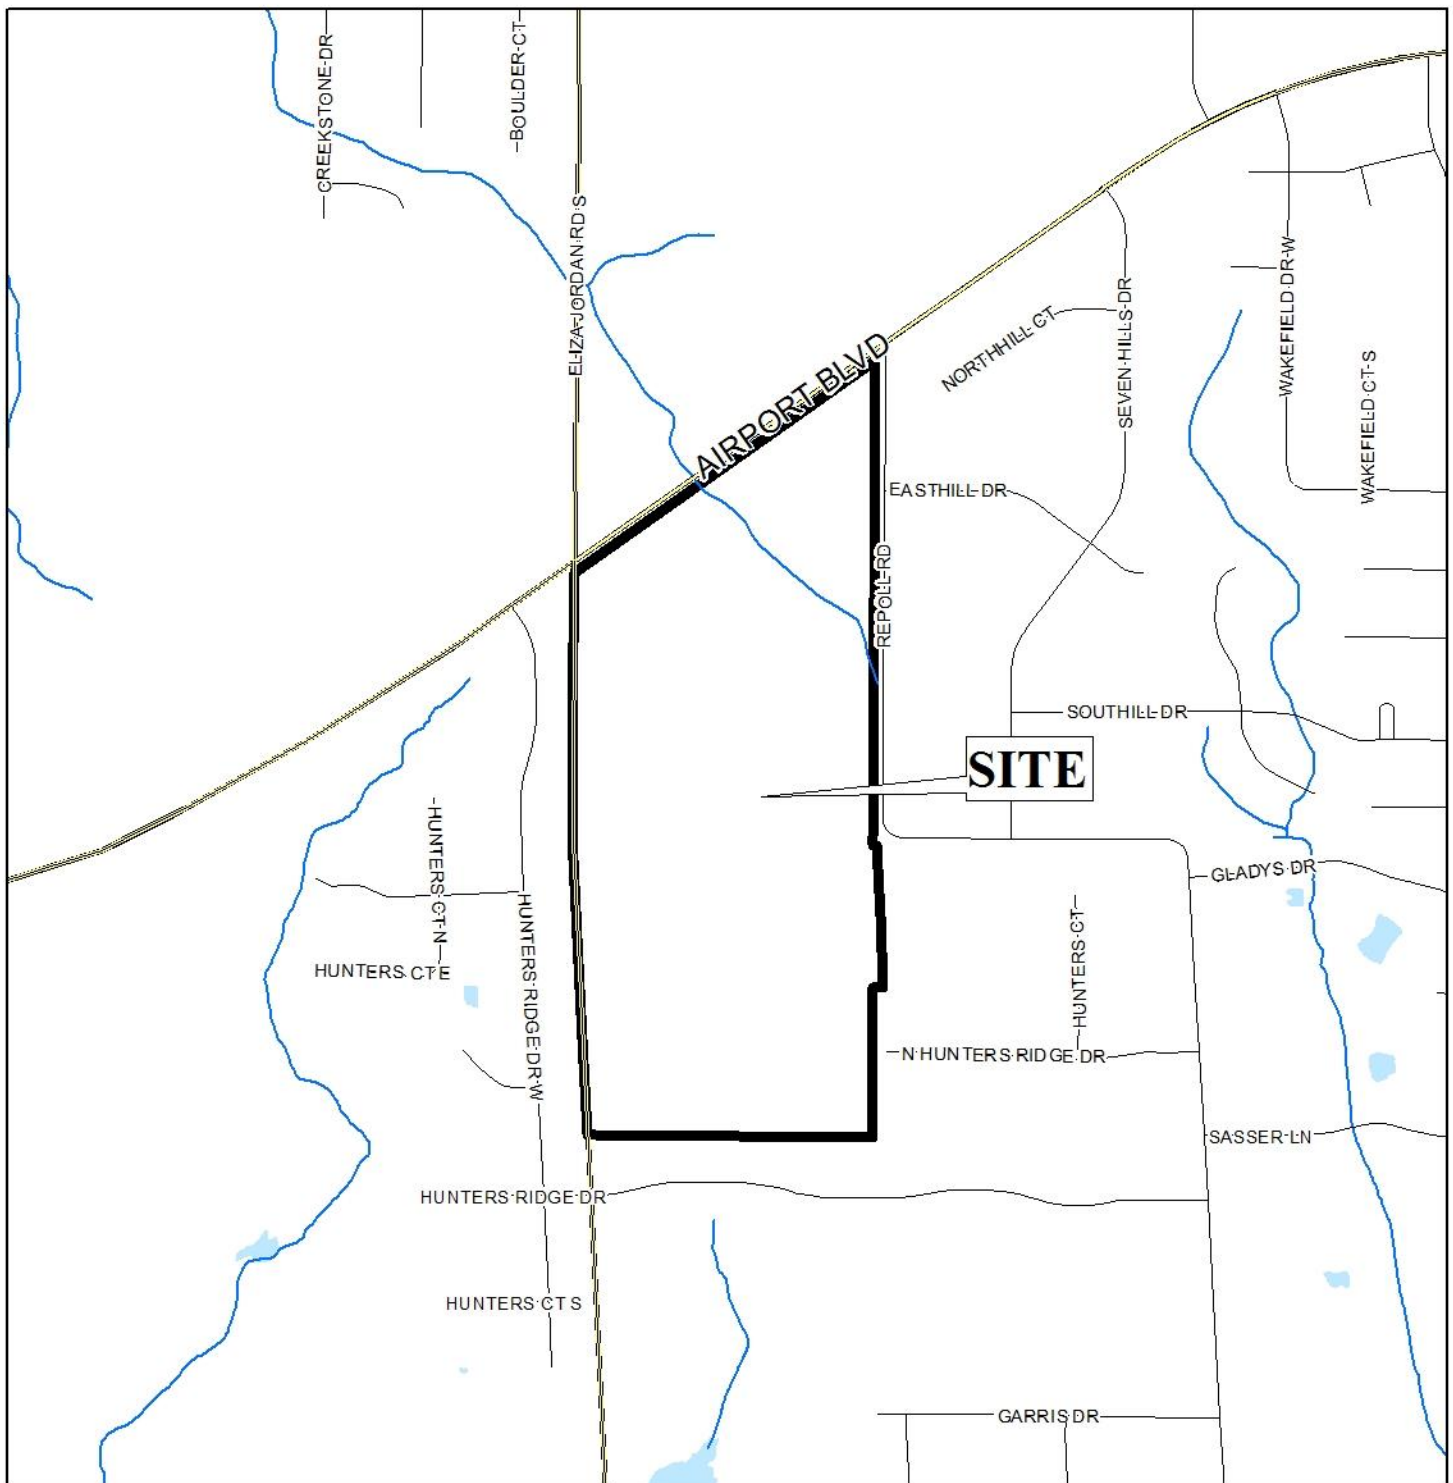 CREEKSTONE DR
BOULDER CT
ELIZA JORDAN RD S
AIRPORT BLVD
NORTHHILL CT
SEVEN HILLS DR
WAKEFIELD DR W
WAKEFIELD CT S
EASTHILL DR
REPOLL RD
SOUTHILL DR
SITE
HUNTERS CT N
HUNTERS CT E
HUNTERS RIDGE DR W
GLADYS DR
HUNTERS CT
N HUNTERS RIDGE DR
SASSER LN
HUNTERS RIDGE DR
HUNTERS CT S
GARRIS DR